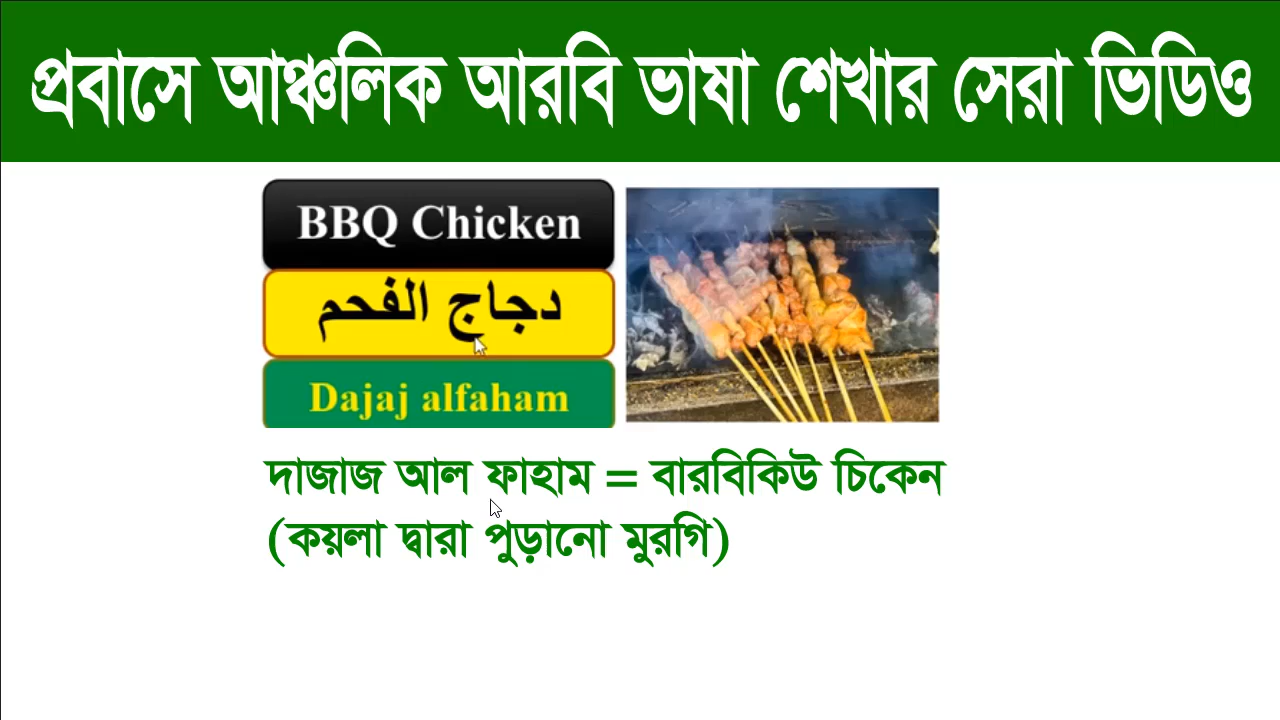 প্রবাসে আঞ্চলিক আরবি ভাষা শেখার সেরা ভিডিও
BBQ Chicken
دجاج الفحم
Dajaj alfaham
দাজাজ আল ফাহাম = বারবিকিউ চিকেন
(কয়লা দ্বারা পুড়ানো মুরগি)